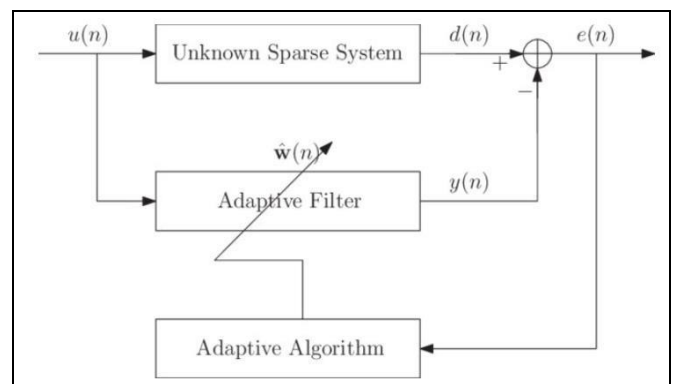 u(n) d(n) e(n)
Unknown Sparse System
+
−
ŵ(n)
y(n)
Adaptive Filter
Adaptive Algorithm